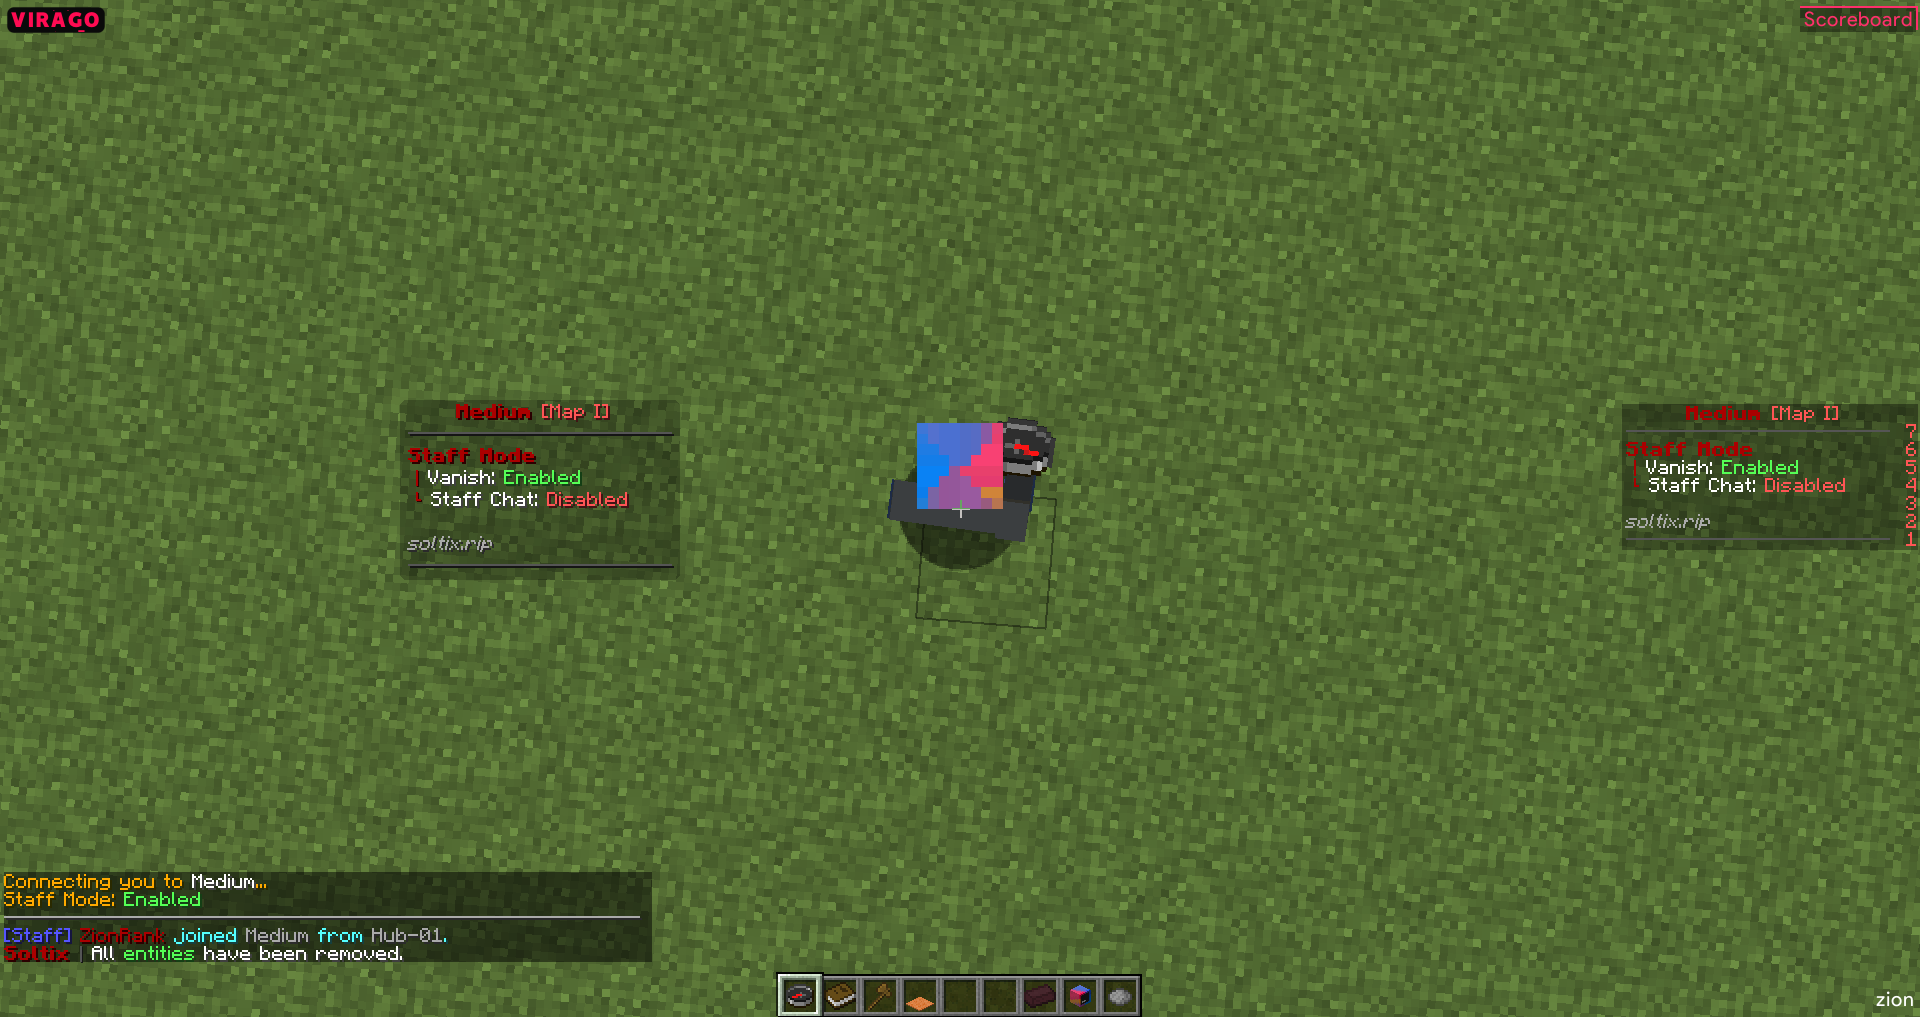 VIRAGO
Scoreboard
Medium [Map I]
Staff Mode
Vanish: Enabled
Staff Chat: Disabled
soltix.rip
Medium [Map I]
7
Staff Mode 6
Vanish: Enabled 5
Staff Chat: Disabled 4
3
soltix.rip 2
1
Connecting you to Medium...
Staff Mode: Enabled
[Staff] ZionRank joined Medium from Hub-01.
Soltix | All entities have been removed.
zion